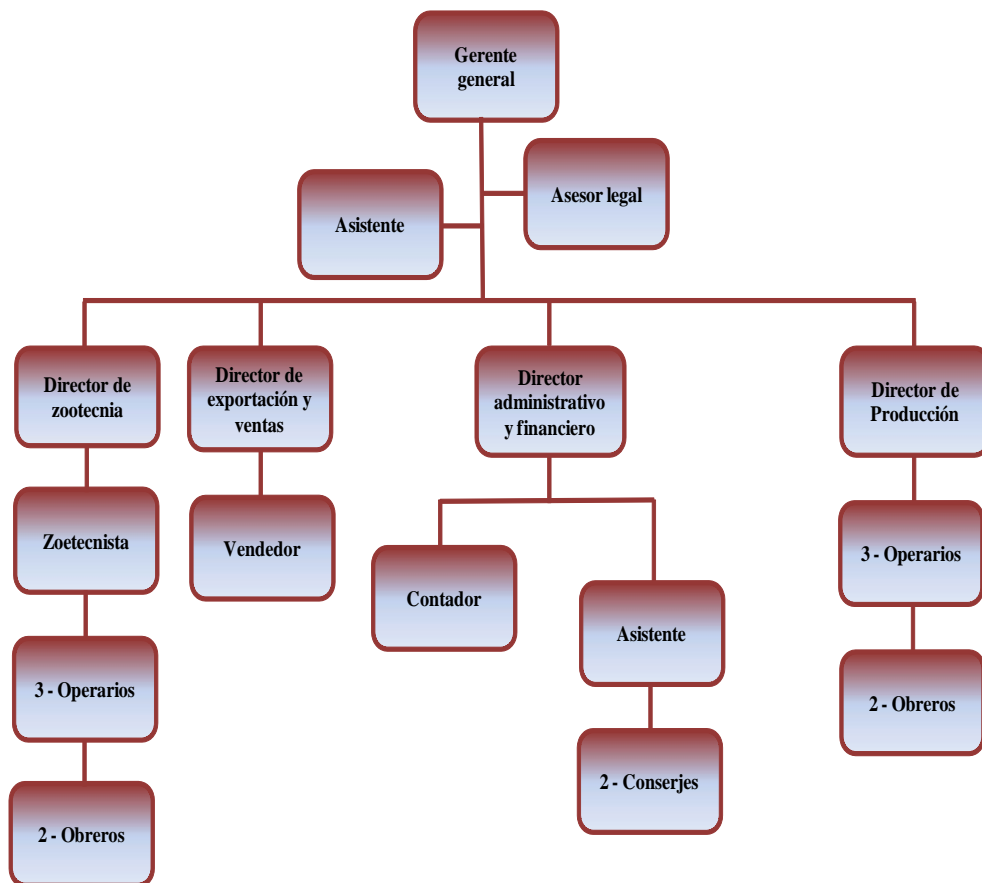 Gerente
general
Asesor legal
Asistente
Director de
zootecnia
Director de
exportación y
ventas
Director
administrativo
y financiero
Director de
Producción
Zoetecnista
Vendedor
Contador
Asistente
3 - Operarios
3 - Operarios
2 - Obreros
2 - Conserjes
2 - Obreros